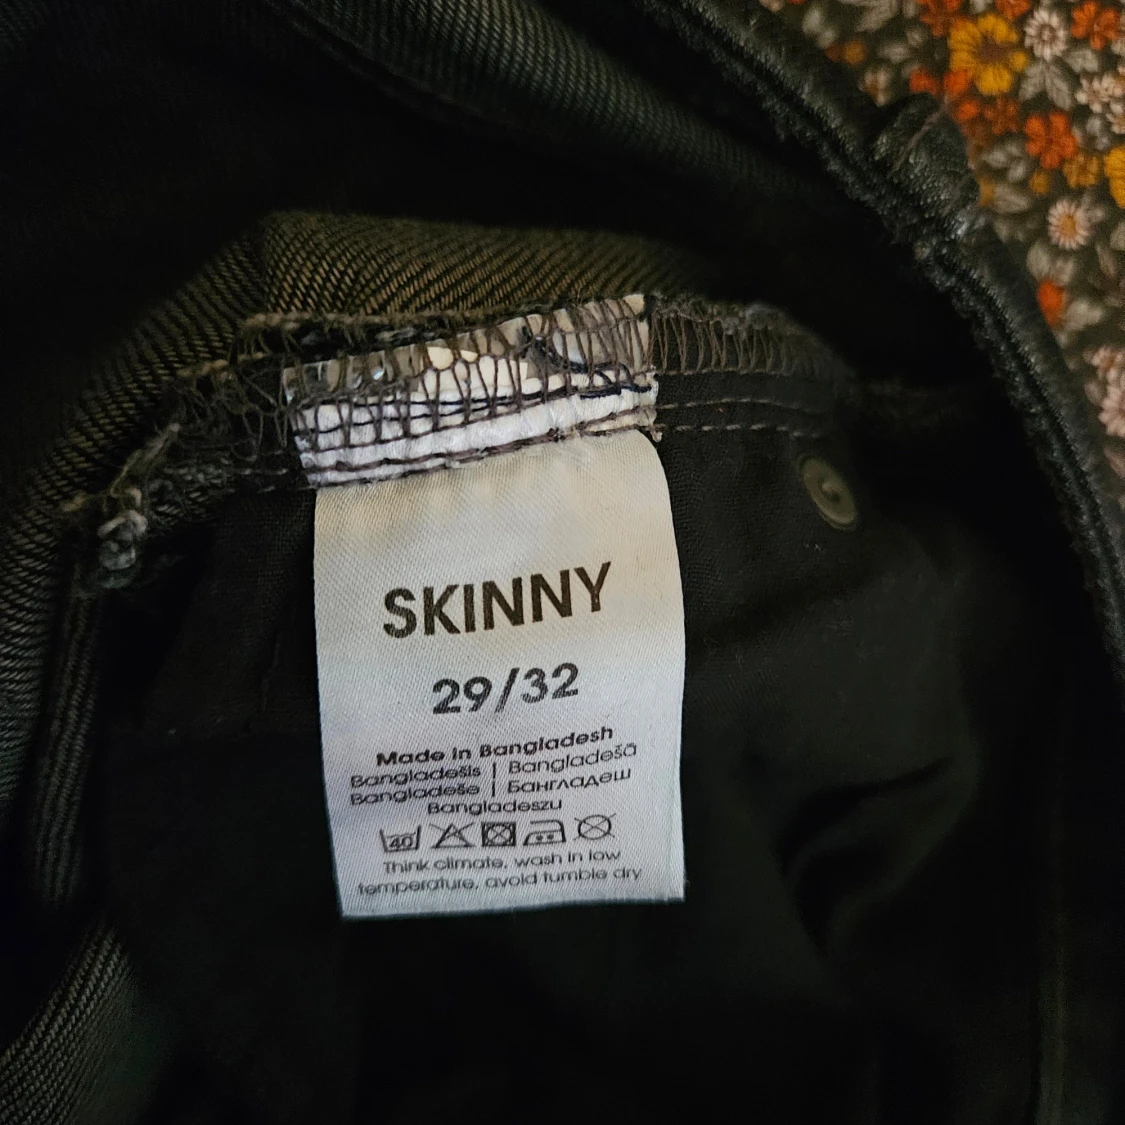 SKINNY
29/32
Made in Bangladesh
Bangladešis | Bangladešā
Bangladeše | Бангладеш
Bangladeszu
40
Think climate, wash in low
temperature, avoid tumble dry